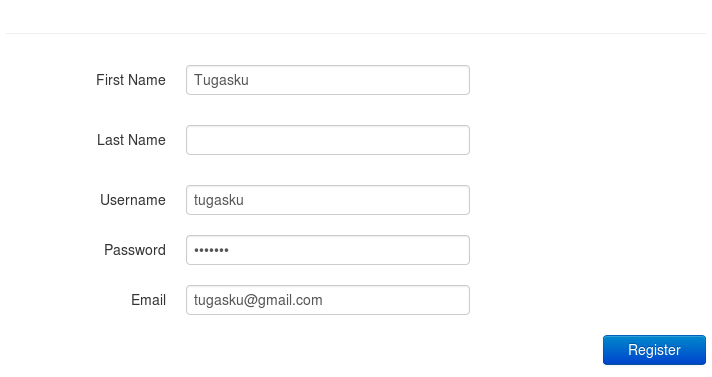 First Name Tugasku
Last Name
Username tugasku
Password •••••••
Email tugasku@gmail.com
Register